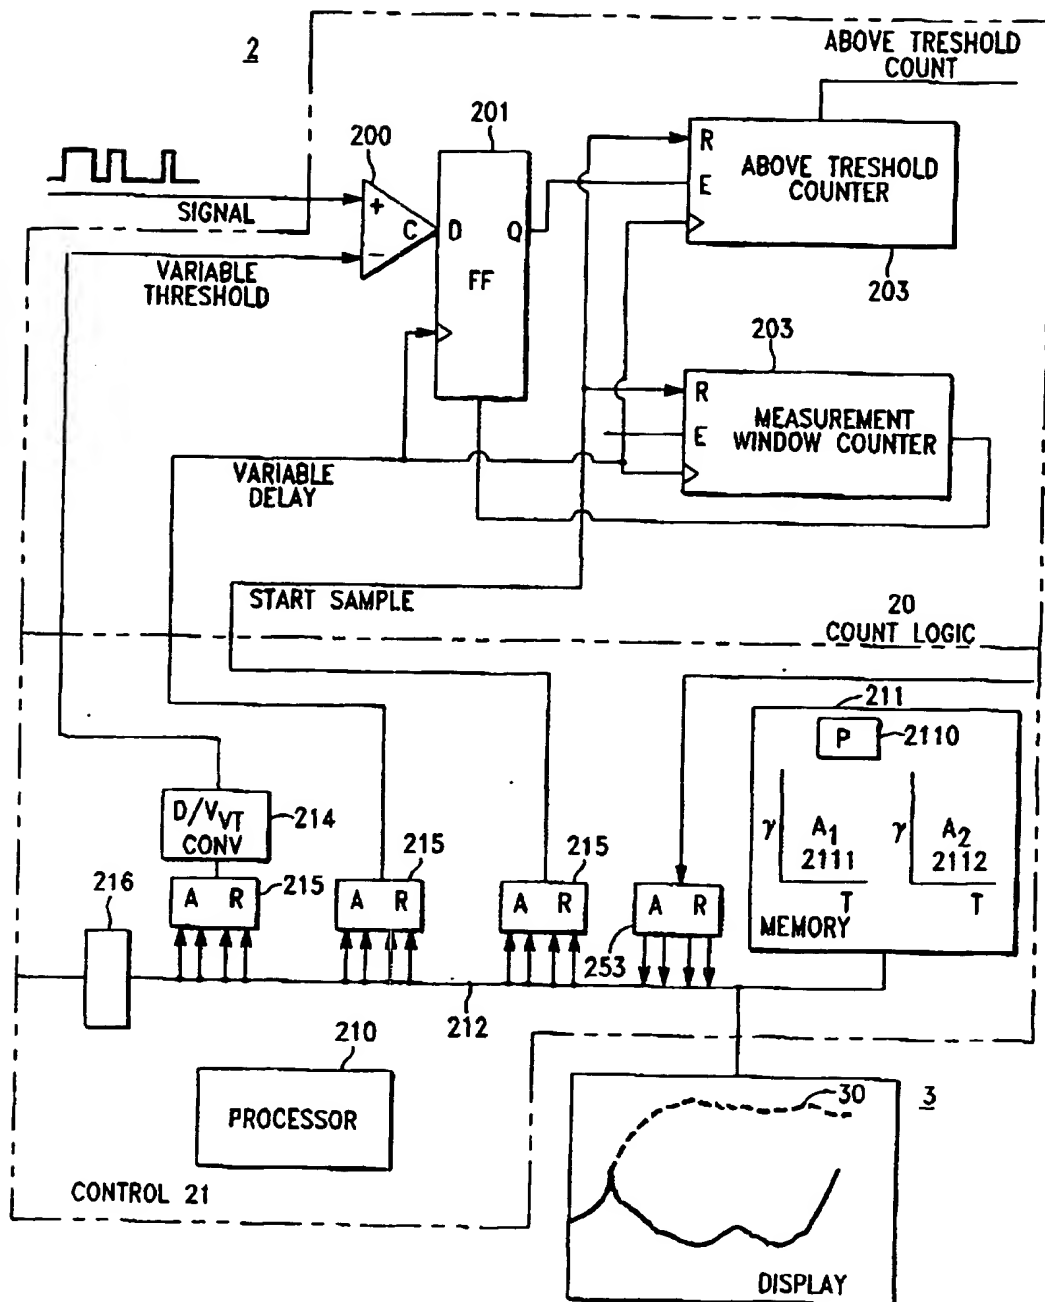 2
ABOVE TRESHOLD
COUNT
200
201
R
E
ABOVE TRESHOLD
COUNTER
203
SIGNAL
+
-
C
D
Q
FF
VARIABLE
THRESHOLD
203
R
E
MEASUREMENT
WINDOW COUNTER
VARIABLE
DELAY
START SAMPLE
20
COUNT LOGIC
211
P
2110
γ
A1
2111
T
γ
A2
2112
T
MEMORY
D/VVT
CONV
214
216
A R
215
A R
215
A R
215
A R
253
212
210
PROCESSOR
CONTROL 21
30
3
DISPLAY